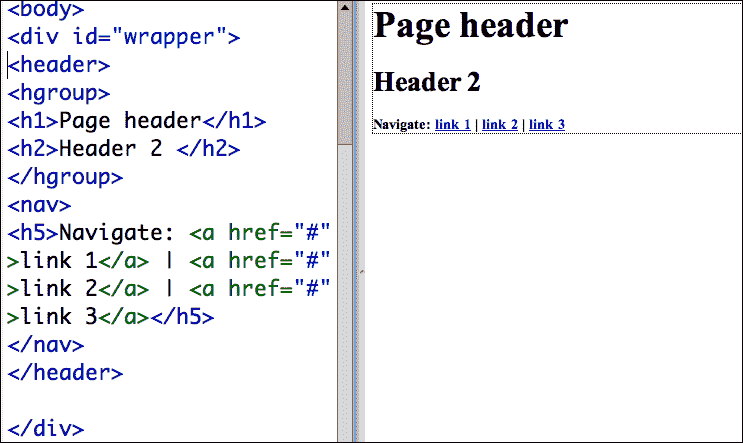 <body>
<div id="wrapper">
<header>
<hgroup>
<h1>Page header</h1>
<h2>Header 2 </h2>
</hgroup>
<nav>
<h5>Navigate: <a href="#"
>link 1</a> | <a href="#"
>link 2</a> | <a href="#"
>link 3</a></h5>
</nav>
</header>
</div>
Page header
Header 2
Navigate: link 1 | link 2 | link 3